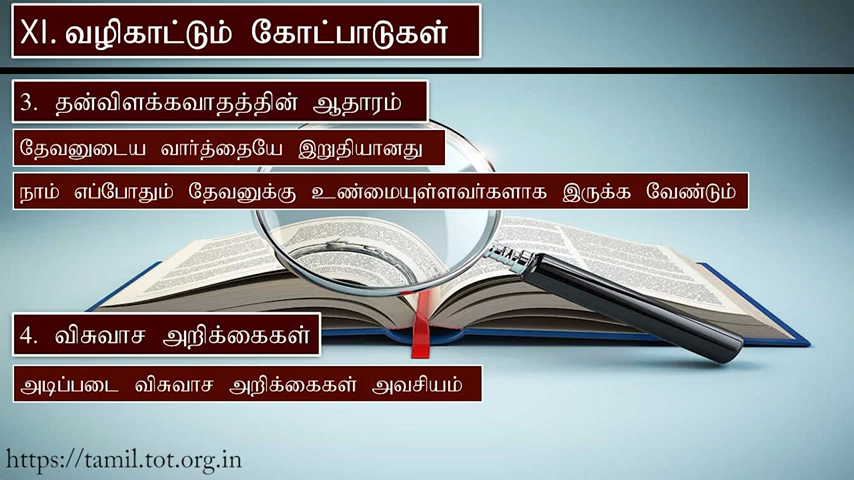 XI. வழிகாட்டும் கோட்பாடுகள்
3. தன்விளக்கவாதத்தின் ஆதாரம்
தேவனுடைய வார்த்தையே இறுதியானது
நாம் எப்போதும் தேவனுக்கு உண்மையுள்ளவர்களாக இருக்க வேண்டும்
4. விசுவாச அறிக்கைகள்
அடிப்படை விசுவாச அறிக்கைகள் அவசியம்
https://tamil.tot.org.in